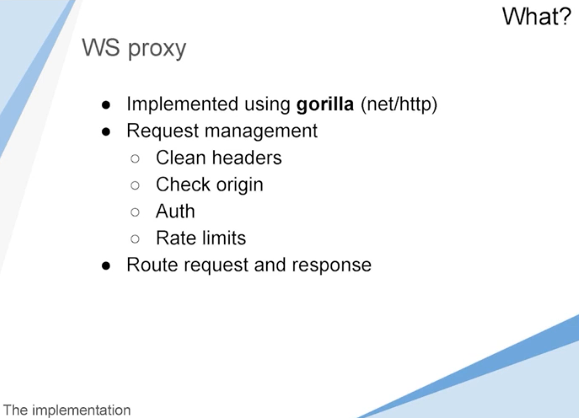 What?
WS proxy
● Implemented using gorilla (net/http)
● Request management
○ Clean headers
○ Check origin
○ Auth
○ Rate limits
● Route request and response
The implementation